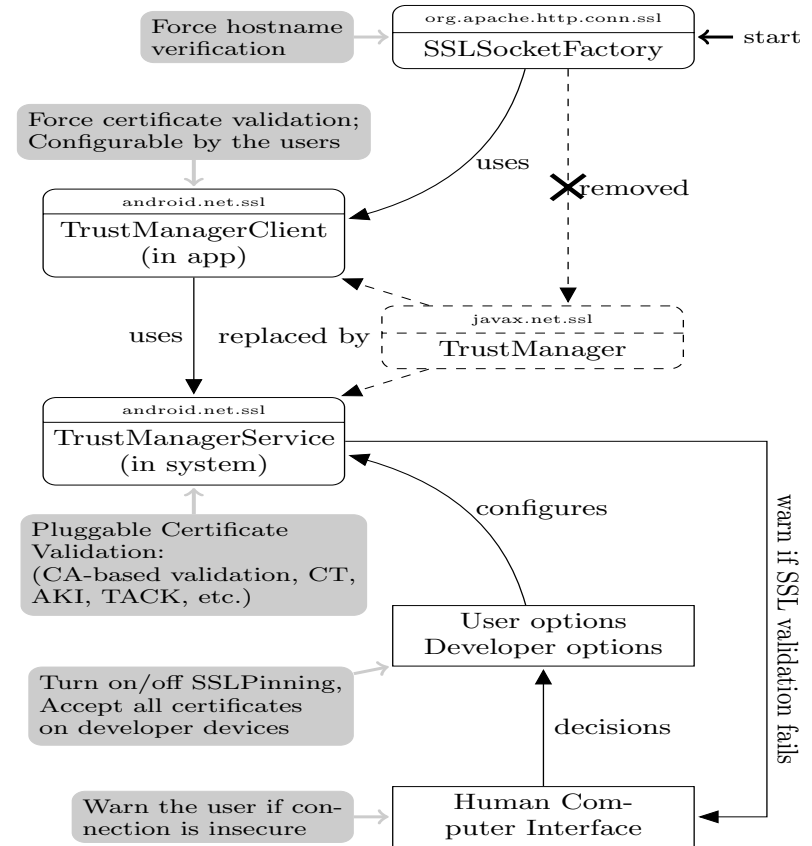 Force hostname
verification
org.apache.http.conn.ssl
SSLSocketFactory
start
Force certificate validation;
Configurable by the users
uses
removed
android.net.ssl
TrustManagerClient
(in app)
javax.net.ssl
TrustManager
uses
replaced by
android.net.ssl
TrustManagerService
(in system)
configures
Pluggable Certificate
Validation:
(CA-based validation, CT,
AKI, TACK, etc.)
warn if SSL validation fails
User options
Developer options
Turn on/off SSLPinning,
Accept all certificates
on developer devices
decisions
Warn the user if con-
nection is insecure
Human Com-
puter Interface